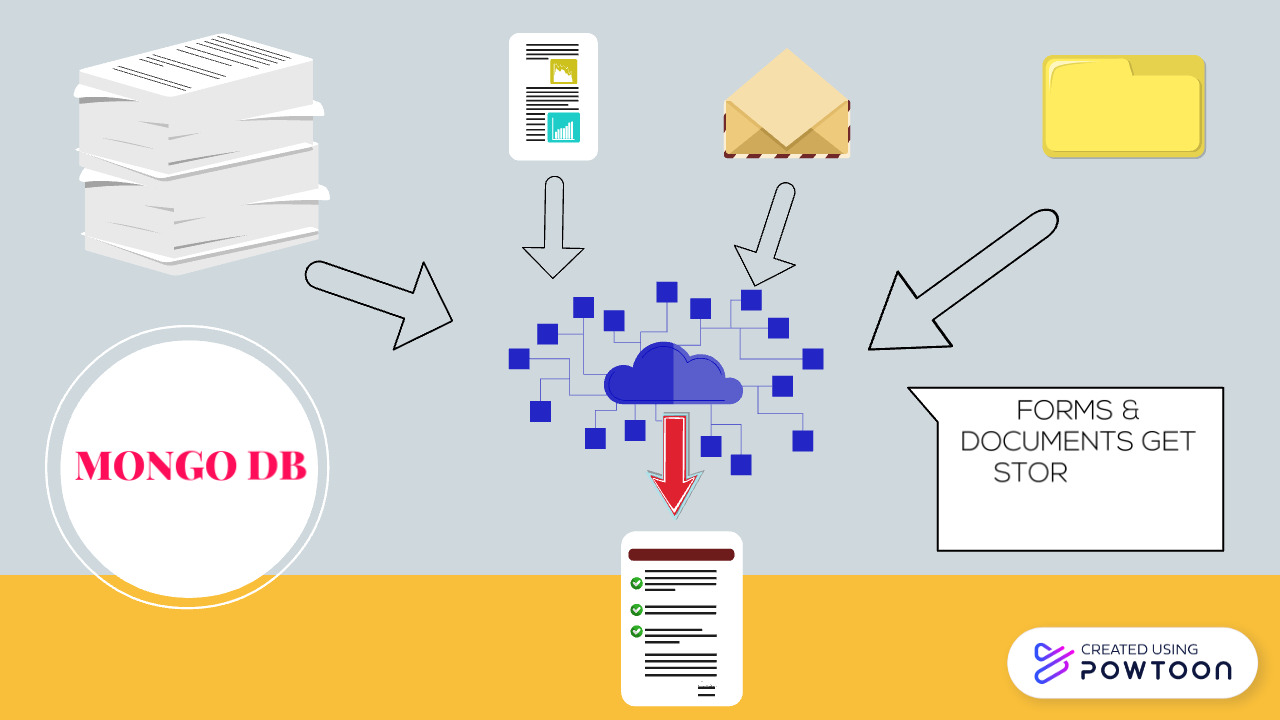 MONGO DB
FORMS &
DOCUMENTS GET
STOR
CREATED USING
POWTOON